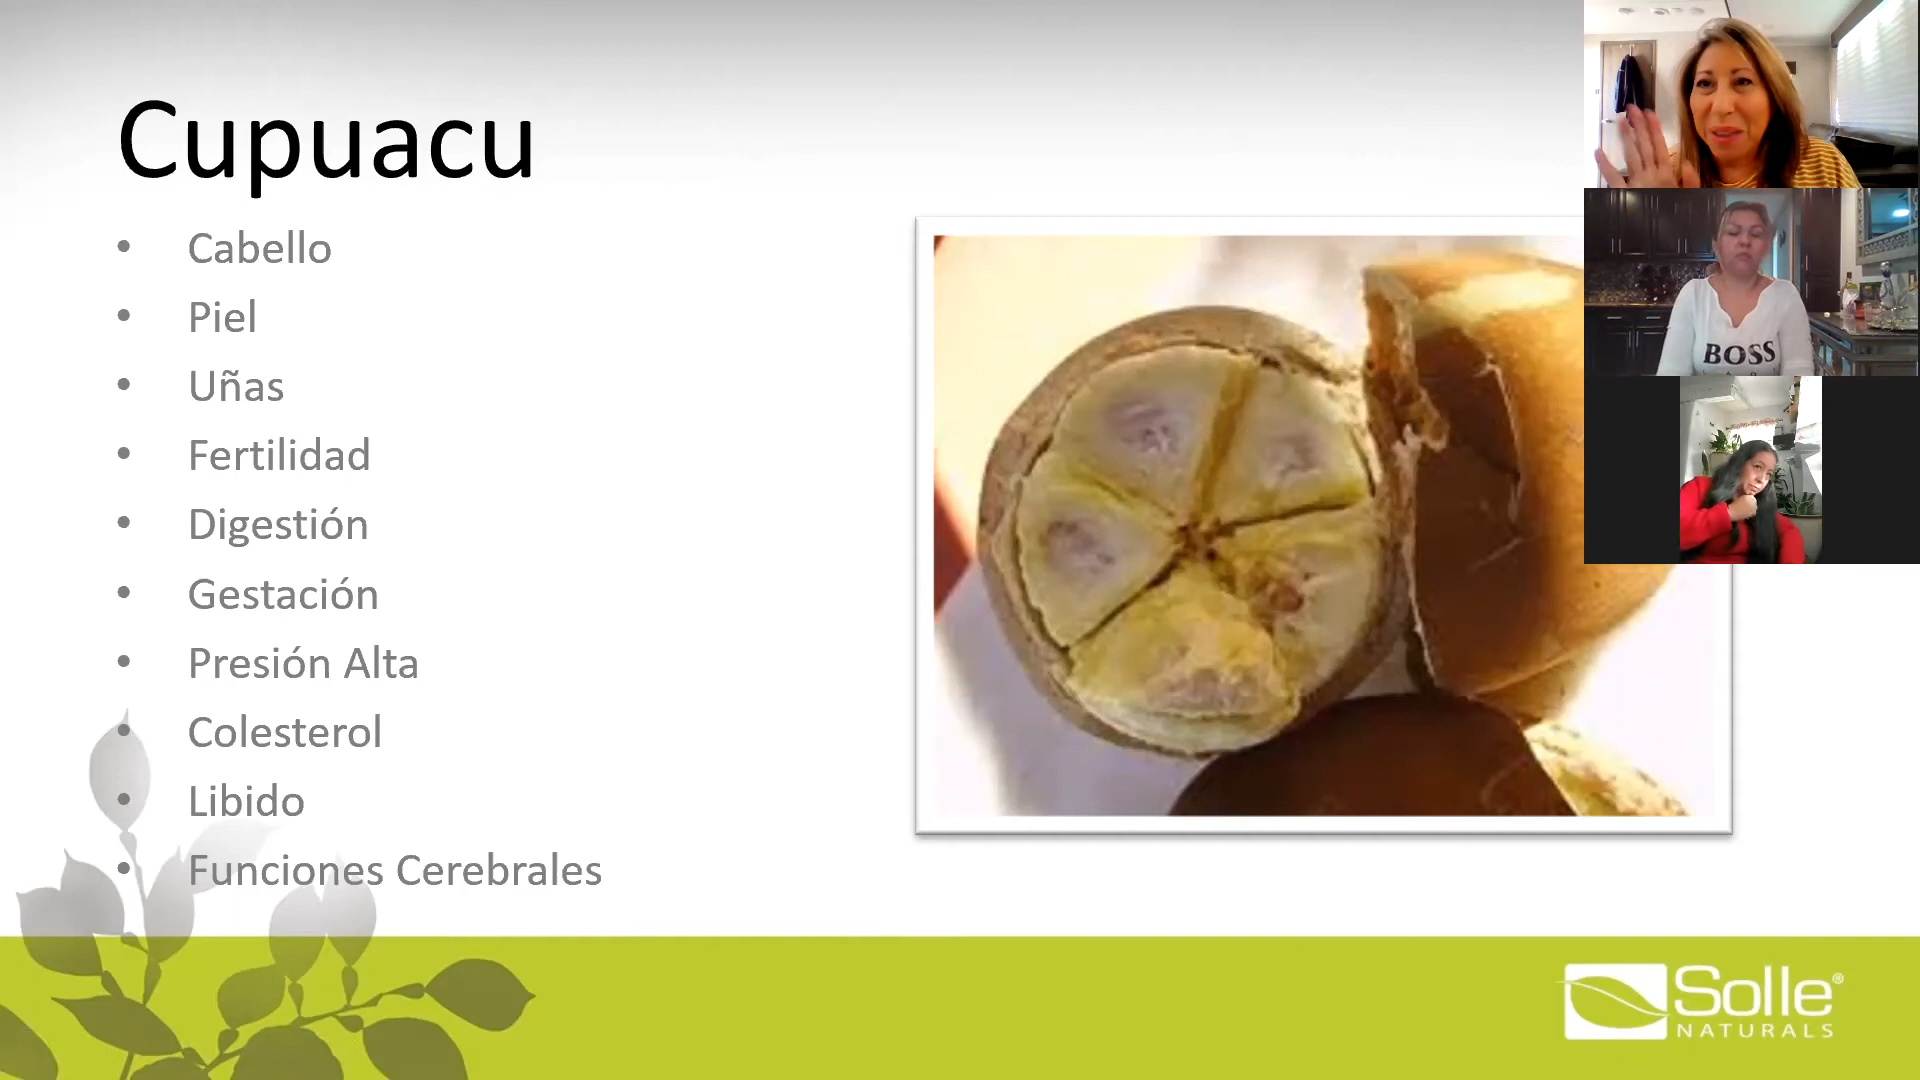 Cupuacu
• Cabello
• Piel
• Uñas
• Fertilidad
• Digestión
• Gestación
• Presión Alta
• Colesterol
• Libido
• Funciones Cerebrales
BOSS
Solle®
NATURALS